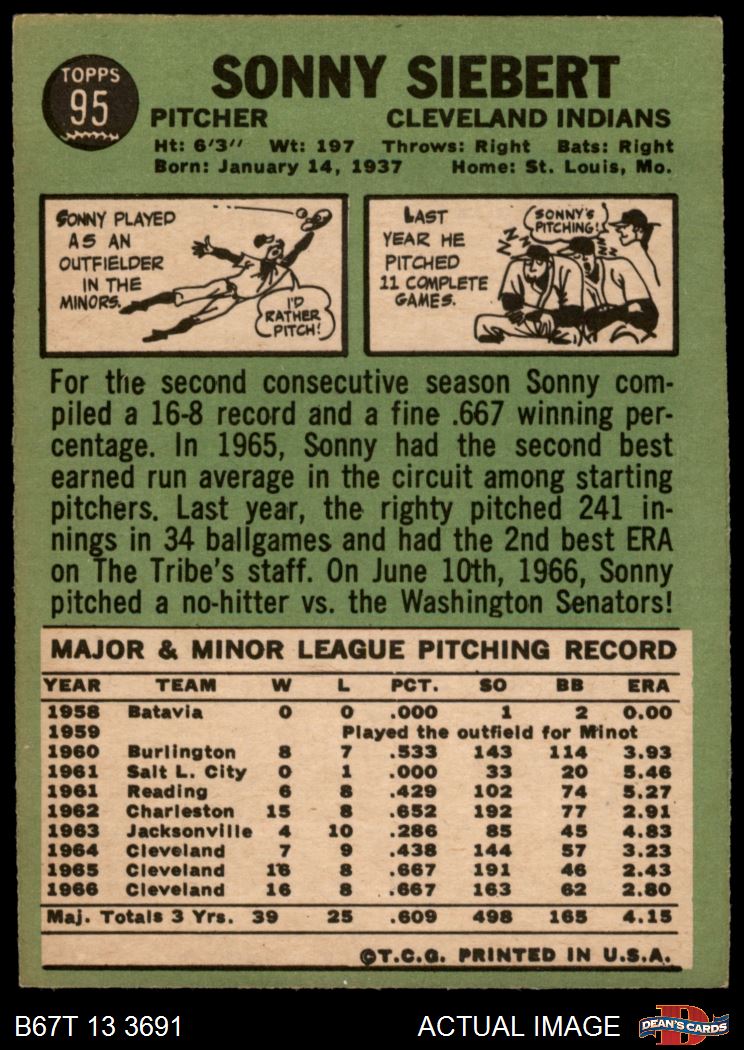 TOPPS
95
SONNY SIEBERT
PITCHER CLEVELAND INDIANS
Ht: 6'3" Wt: 197 Throws: Right Bats: Right
Born: January 14, 1937 Home: St. Louis, Mo.
SONNY PLAYED
AS AN
OUTFIELDER
IN THE
MINORS.
I'D
RATHER
PITCH!
LAST
YEAR HE
PITCHED
11 COMPLETE
GAMES.
SONNY'S
PITCHING!
Z Z Z Z
For the second consecutive season Sonny com-
piled a 16-8 record and a fine .667 winning per-
centage. In 1965, Sonny had the second best
earned run average in the circuit among starting
pitchers. Last year, the righty pitched 241 in-
nings in 34 ballgames and had the 2nd best ERA
on The Tribe's staff. On June 10th, 1966, Sonny
pitched a no-hitter vs. the Washington Senators!
MAJOR & MINOR LEAGUE PITCHING RECORD
YEAR TEAM W L PCT. SO BB ERA
1958 Batavia 0 0 .000 1 2 0.00
1959 Played the outfield for Minot
1960 Burlington 8 7 .533 143 114 3.93
1961 Salt L. City 0 1 .000 33 20 5.46
1961 Reading 6 8 .429 102 74 5.27
1962 Charleston 15 8 .652 192 77 2.91
1963 Jacksonville 4 10 .286 85 45 4.83
1964 Cleveland 7 9 .438 144 57 3.23
1965 Cleveland 16 8 .667 191 46 2.43
1966 Cleveland 16 8 .667 163 62 2.80
Maj. Totals 3 Yrs. 39 25 .609 498 165 4.15
©T.C.G. PRINTED IN U.S.A.
B67T 13 3691 ACTUAL IMAGE D DEAN'S CARDS
www.deanscards.com